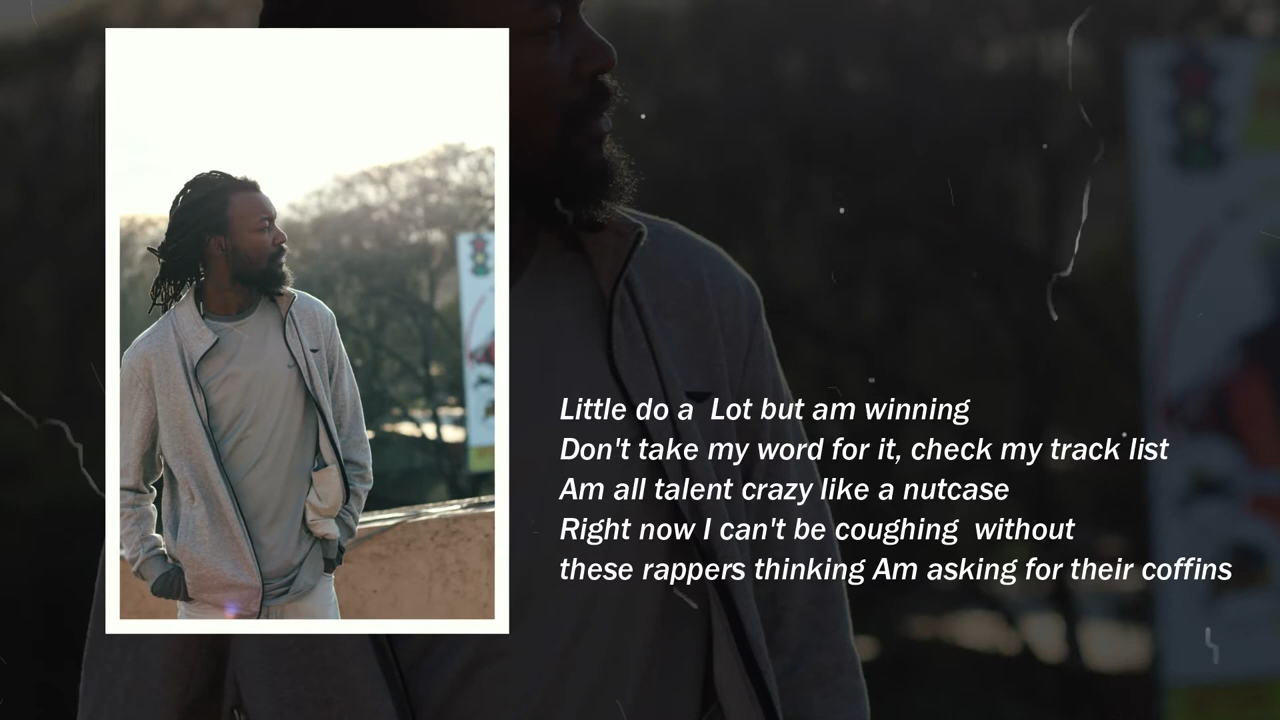 Little do a  Lot but am winning
Don't take my word for it, check my track list
Am all talent crazy like a nutcase
Right now I can't be coughing  without
these rappers thinking Am asking for their coffins